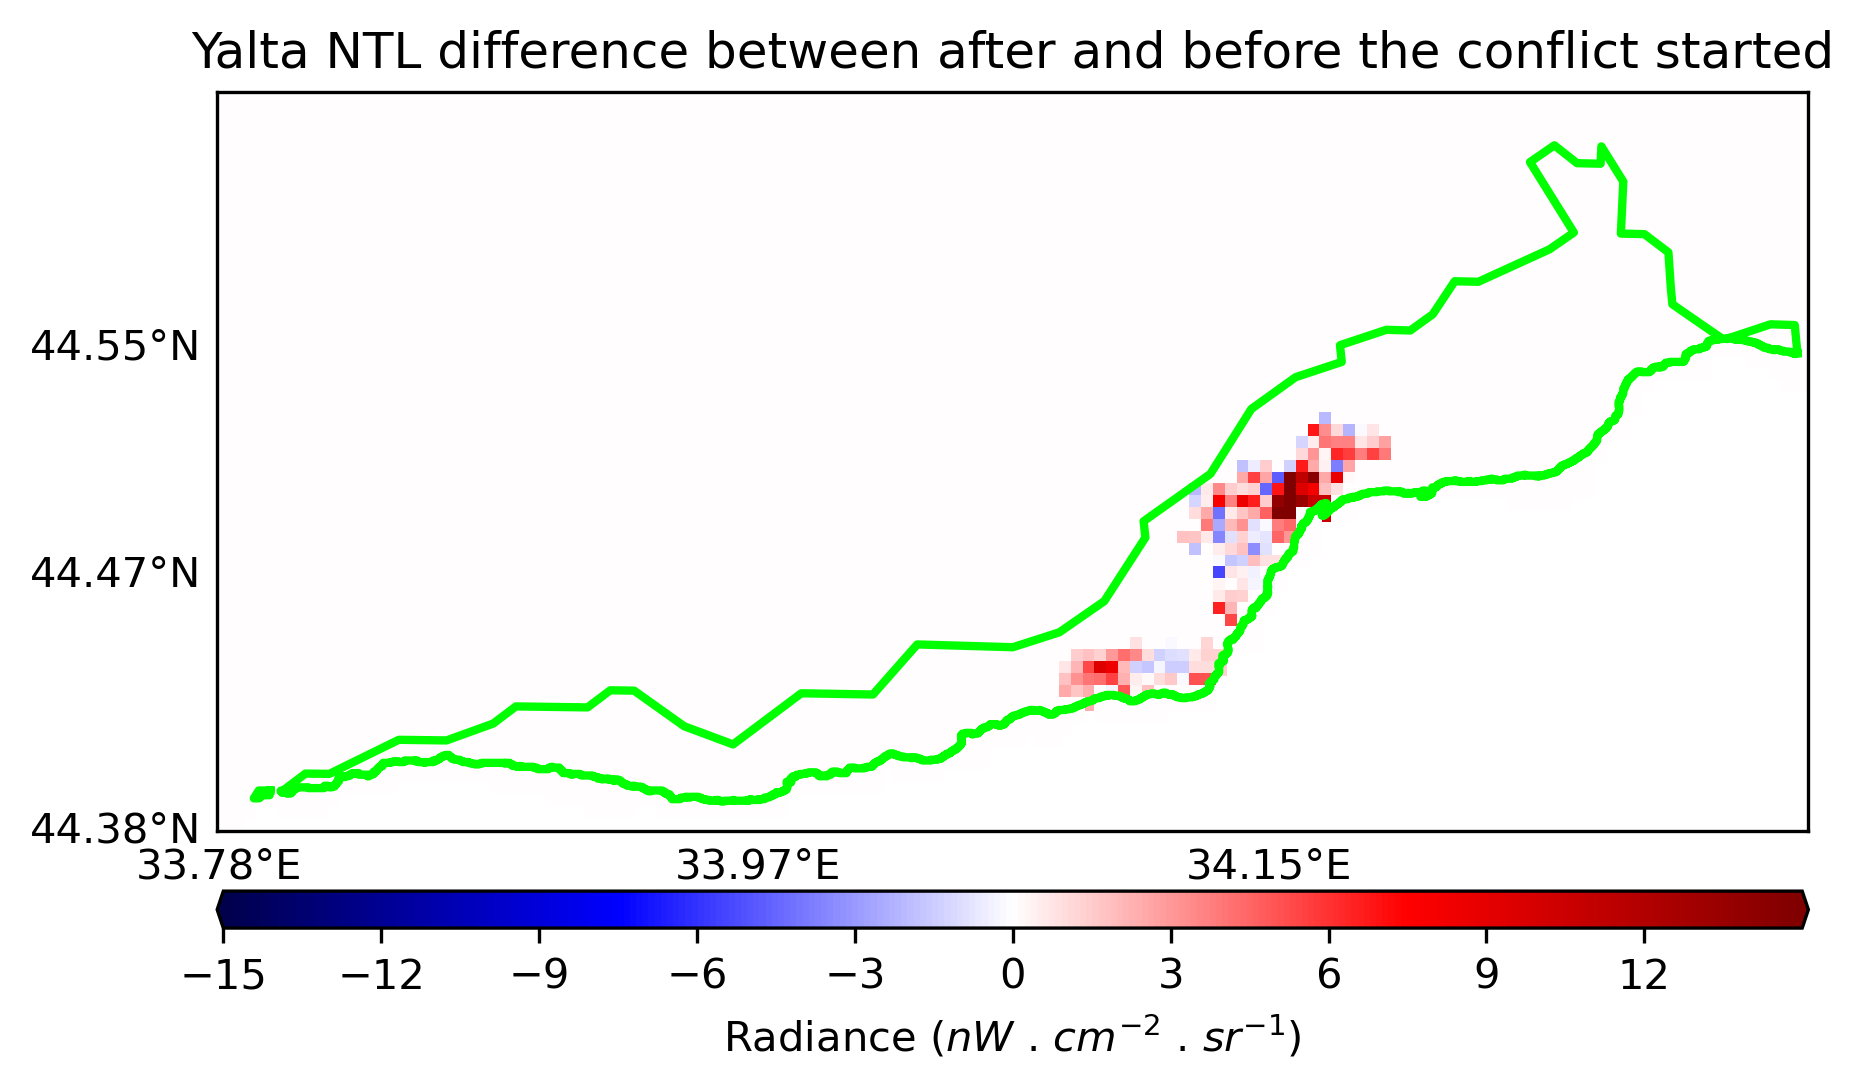 Yalta NTL difference between after and before the conflict started
44.55°N
44.47°N
44.38°N
33.78°E 33.97°E 34.15°E
−15 −12 −9 −6 −3 0 3 6 9 12
Radiance (nW . cm⁻² . sr⁻¹)